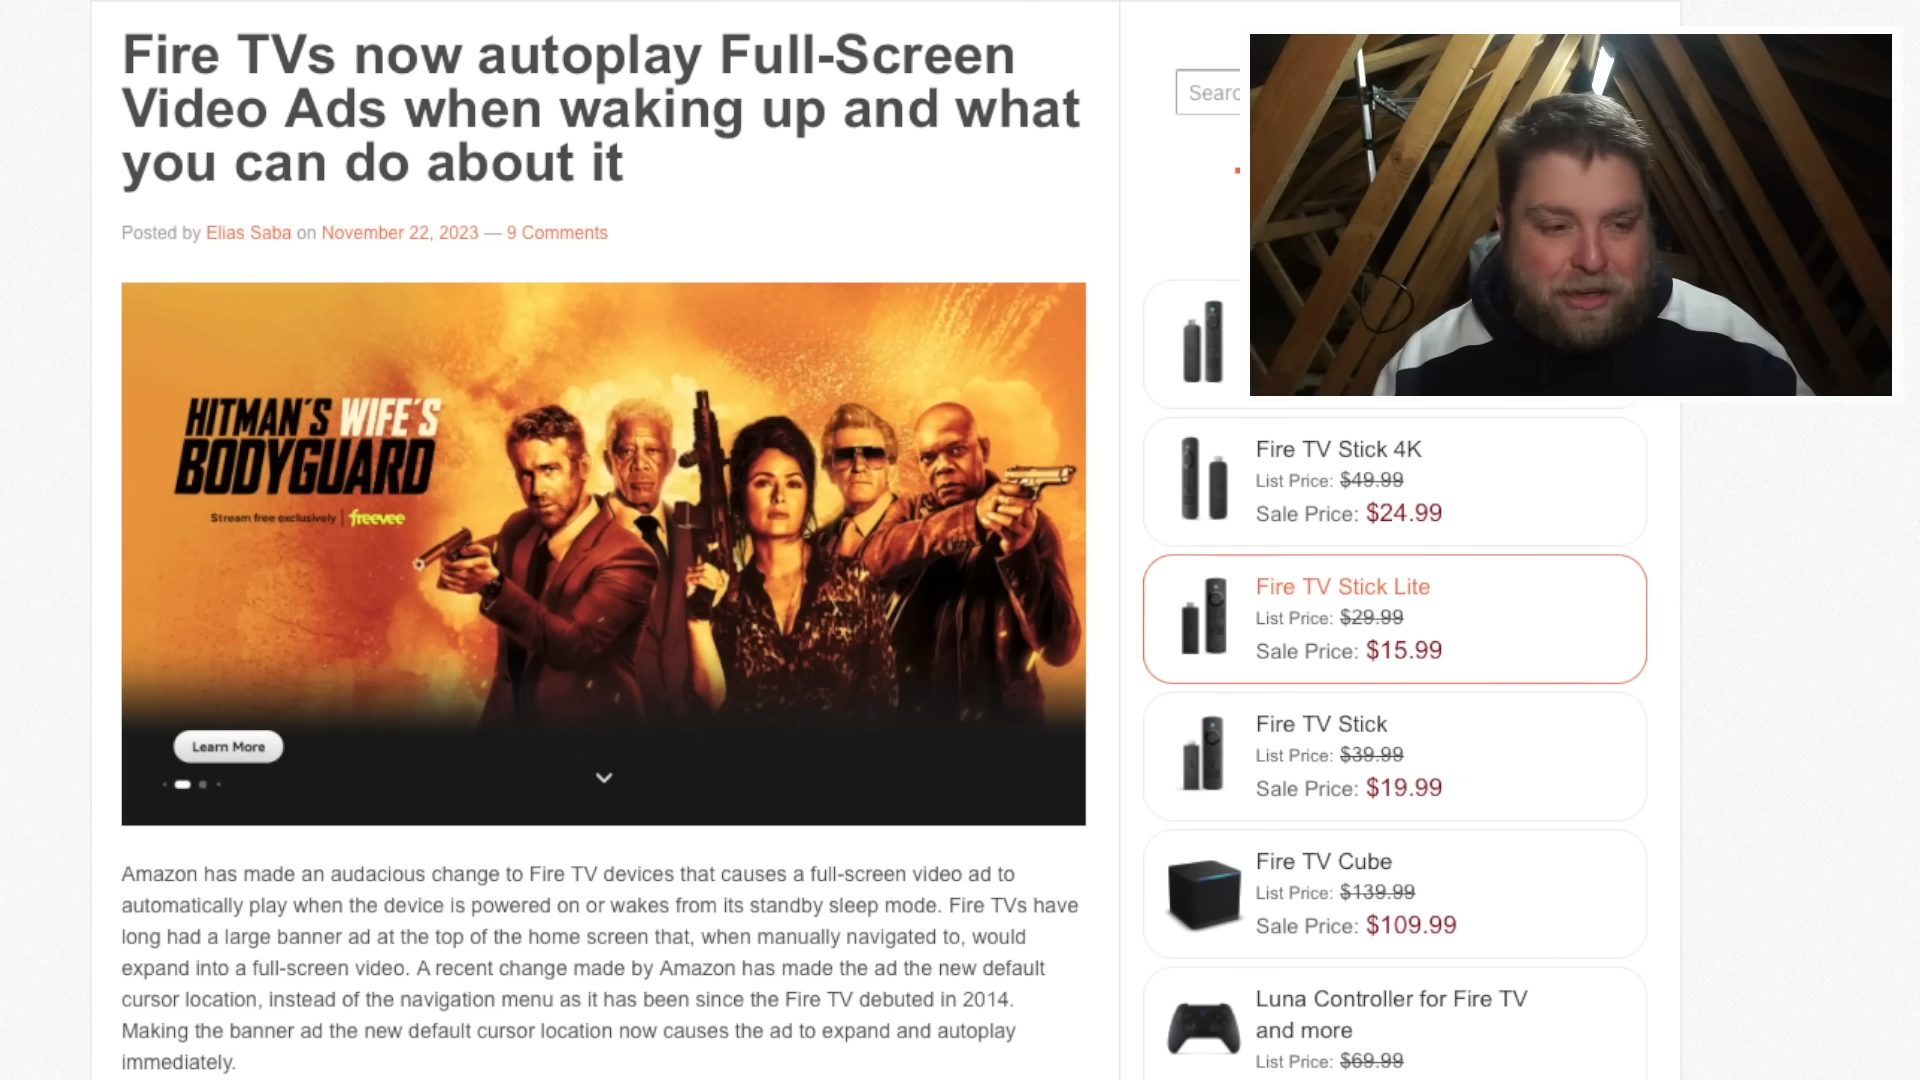 Fire TVs now autoplay Full-Screen
Video Ads when waking up and what
you can do about it
Posted by Elias Saba on November 22, 2023 — 9 Comments
HITMAN'S WIFE'S
BODYGUARD
Stream free exclusively | freevee
Learn More
Amazon has made an audacious change to Fire TV devices that causes a full-screen video ad to
automatically play when the device is powered on or wakes from its standby sleep mode. Fire TVs have
long had a large banner ad at the top of the home screen that, when manually navigated to, would
expand into a full-screen video. A recent change made by Amazon has made the ad the new default
cursor location, instead of the navigation menu as it has been since the Fire TV debuted in 2014.
Making the banner ad the new default cursor location now causes the ad to expand and autoplay
immediately.
Searc
Fire TV Stick 4K
List Price: $49.99
Sale Price: $24.99
Fire TV Stick Lite
List Price: $29.99
Sale Price: $15.99
Fire TV Stick
List Price: $39.99
Sale Price: $19.99
Fire TV Cube
List Price: $139.99
Sale Price: $109.99
Luna Controller for Fire TV
and more
List Price: $69.99